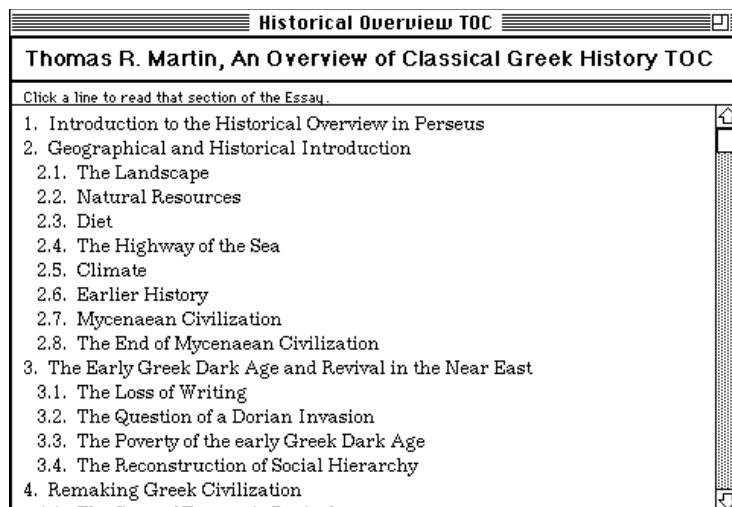 Historical Overview TOC
Thomas R. Martin, An Overview of Classical Greek History TOC
Click a line to read that section of the Essay.
1. Introduction to the Historical Overview in Perseus
2. Geographical and Historical Introduction
2.1. The Landscape
2.2. Natural Resources
2.3. Diet
2.4. The Highway of the Sea
2.5. Climate
2.6. Earlier History
2.7. Mycenaean Civilization
2.8. The End of Mycenaean Civilization
3. The Early Greek Dark Age and Revival in the Near East
3.1. The Loss of Writing
3.2. The Question of a Dorian Invasion
3.3. The Poverty of the early Greek Dark Age
3.4. The Reconstruction of Social Hierarchy
4. Remaking Greek Civilization